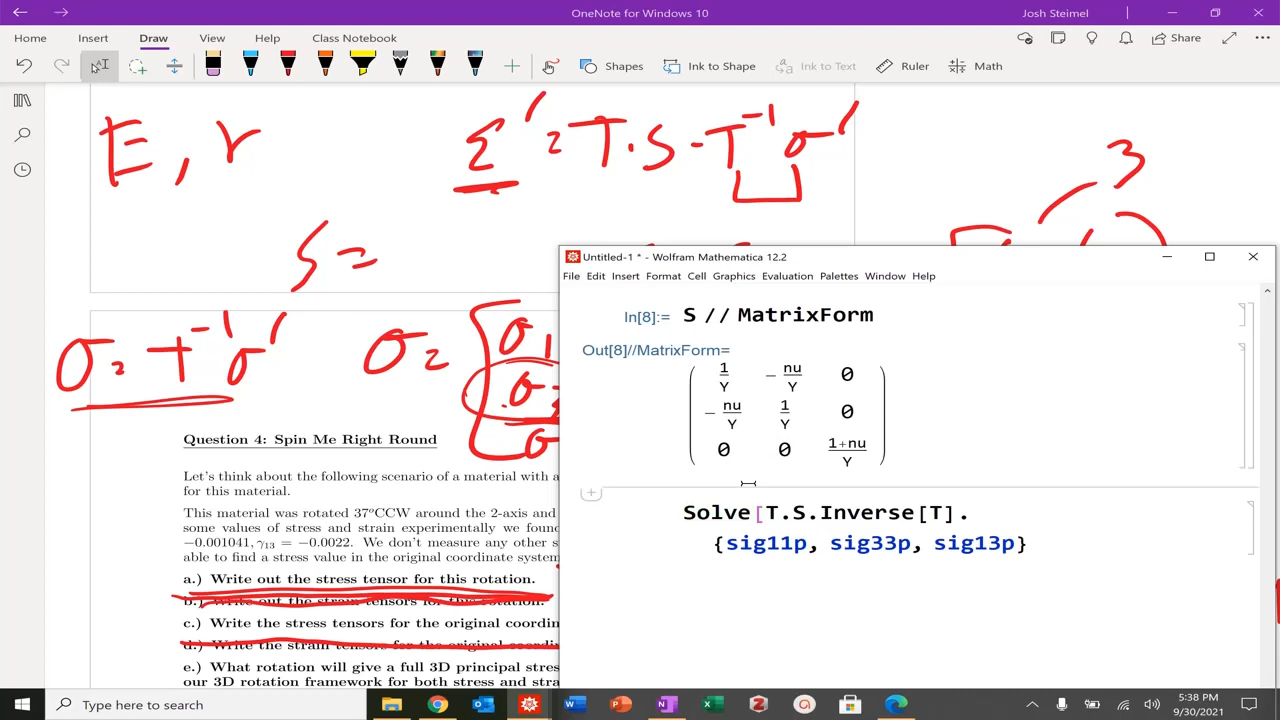 OneNote for Windows 10
Josh Steimel
Home Insert Draw View Help Class Notebook
Share
Shapes Ink to Shape Ink to Text Ruler Math
E, r
Σ' = T.S.T⁻¹σ'
3
S =
σ = T⁻¹σ'
σ =
Question 4: Spin Me Right Round
Let's think about the following scenario of a material with a
for this material.
This material was rotated 37°CCW around the 2-axis and
some values of stress and strain experimentally we found
−0.001041, γ13 = −0.0022. We don't measure any other s
able to find a stress value in the original coordinate system
a.) Write out the stress tensor for this rotation.
b.) Write out the strain tensors for this rotation.
c.) Write the stress tensors for the original coordin
d.) Write the strain tensors for the original coordin
e.) What rotation will give a full 3D principal stres
our 3D rotation framework for both stress and stra
Untitled-1 * - Wolfram Mathematica 12.2
File Edit Insert Format Cell Graphics Evaluation Palettes Window Help
In[8]:= S // MatrixForm
Out[8]//MatrixForm=
1/Y - nu/Y 0
- nu/Y 1/Y 0
0 0 1+nu/Y
Solve[T.S.Inverse[T].
{sig11p, sig33p, sig13p}
Type here to search
5:38 PM
9/30/2021